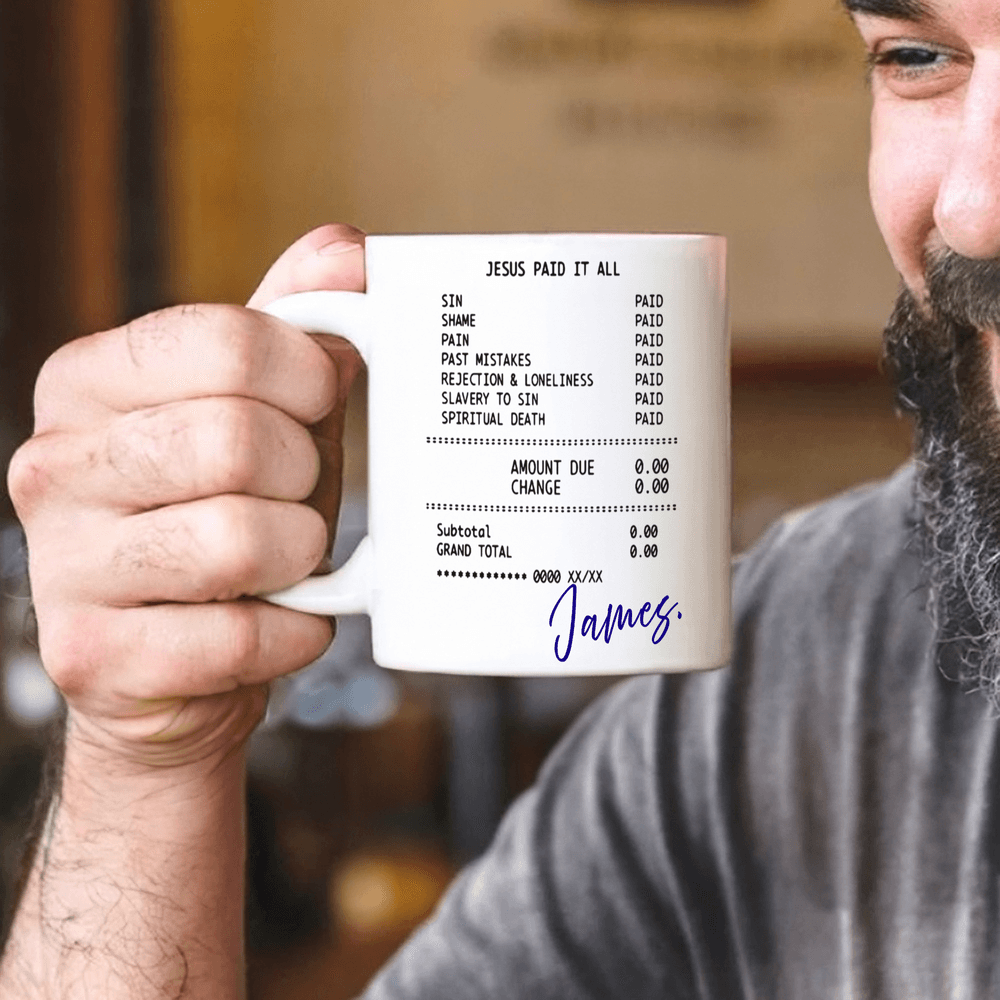 JESUS PAID IT ALL
SIN PAID
SHAME PAID
PAIN PAID
PAST MISTAKES PAID
REJECTION & LONELINESS PAID
SLAVERY TO SIN PAID
SPIRITUAL DEATH PAID
AMOUNT DUE 0.00
CHANGE 0.00
Subtotal 0.00
GRAND TOTAL 0.00
************** 0000 XX/XX
James.